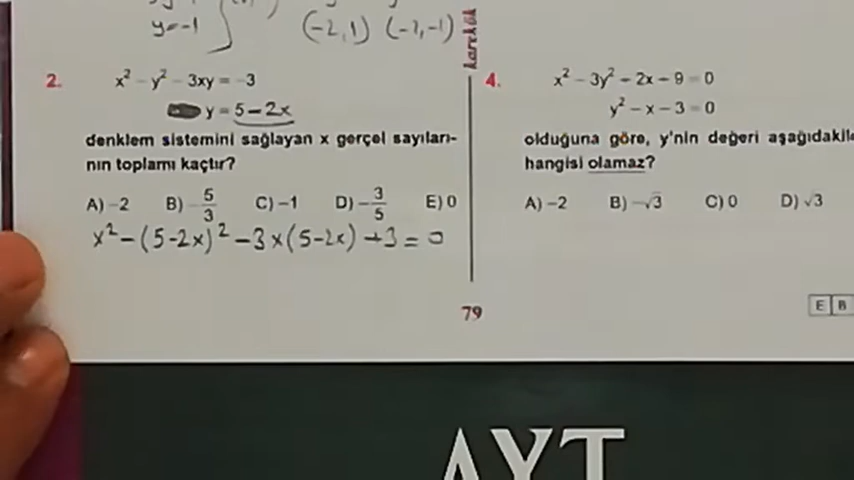 y=-1
(-2,1) (-2,-1)
karekök
2.
x² - y² - 3xy = -3
y = 5 - 2x
denklem sistemini sağlayan x gerçel sayıları-
nın toplamı kaçtır?
A) -2 B) -5/3 C) -1 D) -3/5 E) 0
x² - (5-2x)² - 3x(5-2x) + 3 = 0
4.
x² - 3y² - 2x - 9 = 0
y² - x - 3 = 0
olduğuna göre, y'nin değeri aşağıdakile
hangisi olamaz?
A) -2 B) -√3 C) 0 D) √3
79
E B
AYT